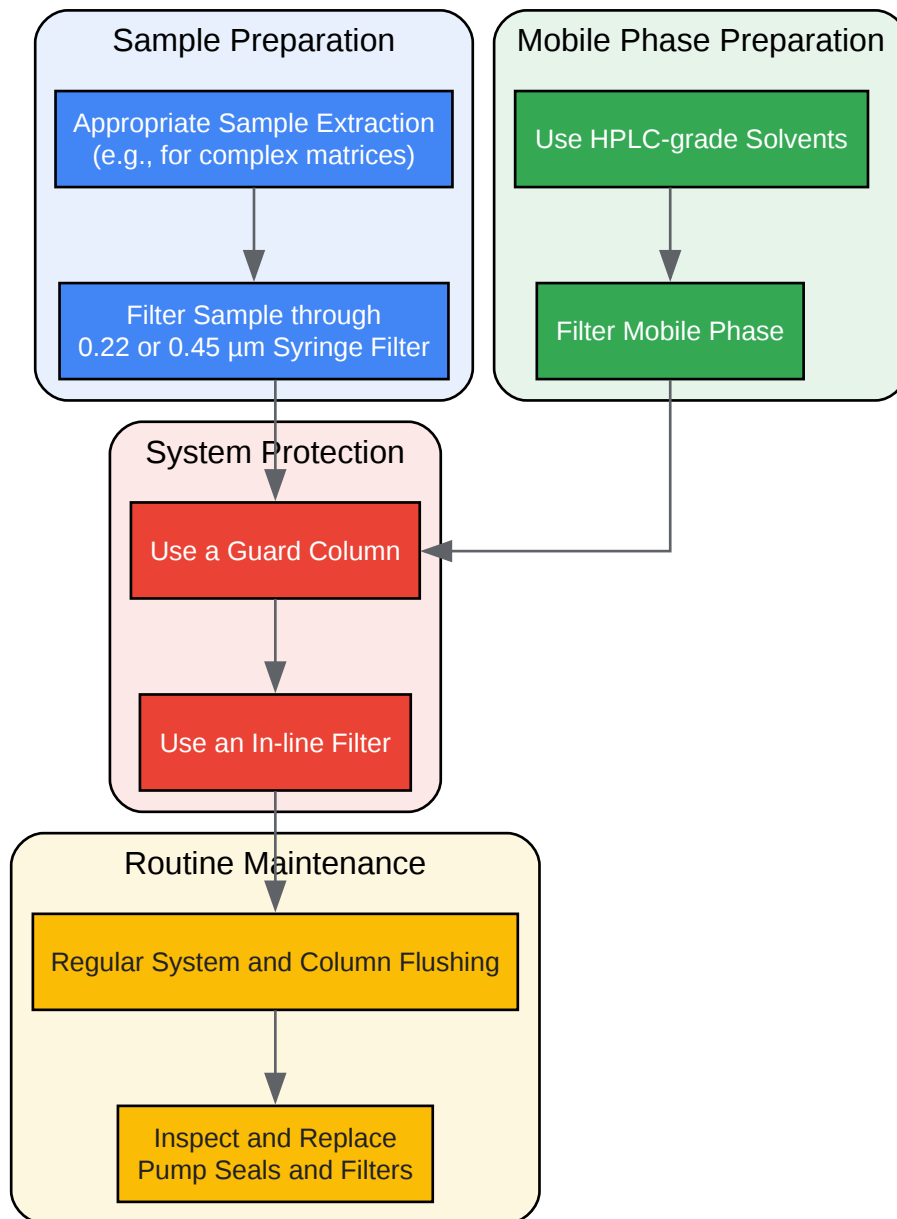 Sample Preparation
Appropriate Sample Extraction
(e.g., for complex matrices)
Filter Sample through
0.22 or 0.45 µm Syringe Filter
Mobile Phase Preparation
Use HPLC-grade Solvents
Filter Mobile Phase
System Protection
Use a Guard Column
Use an In-line Filter
Routine Maintenance
Regular System and Column Flushing
Inspect and Replace
Pump Seals and Filters